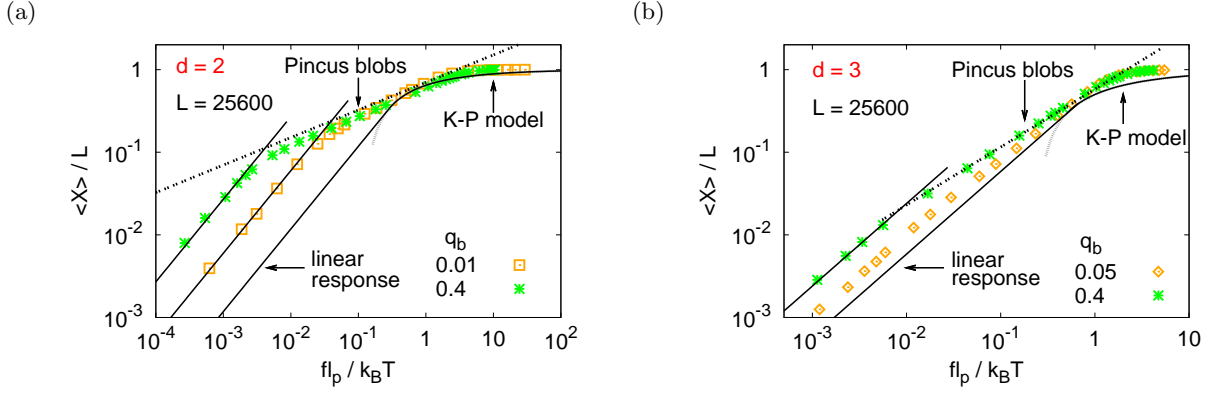 (a)
d = 2
L = 25600
Pincus blobs
K-P model
linear
response
q_b
0.01
0.4
<X> / L
1
10^-1
10^-2
10^-3
10^-4 10^-3 10^-2 10^-1 1 10 10^2
fl_p / k_BT
(b)
d = 3
L = 25600
Pincus blobs
K-P model
linear
response
q_b
0.05
0.4
<X> / L
1
10^-1
10^-2
10^-3
10^-3 10^-2 10^-1 1 10
fl_p / k_BT